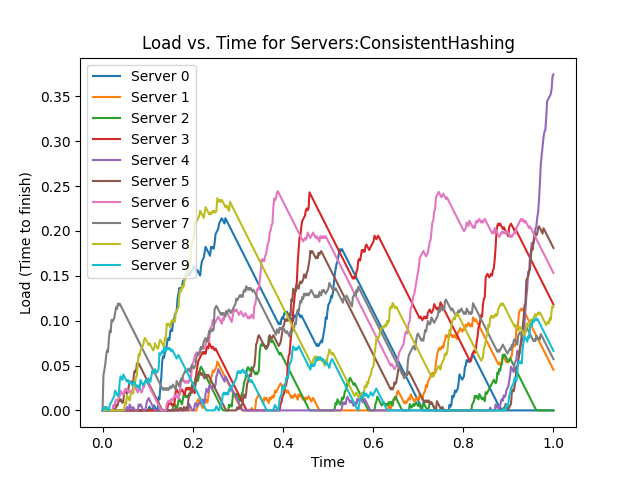 Load vs. Time for Servers:ConsistentHashing
Load (Time to finish)
0.35
0.30
0.25
0.20
0.15
0.10
0.05
0.00
Server 0
Server 1
Server 2
Server 3
Server 4
Server 5
Server 6
Server 7
Server 8
Server 9
0.0 0.2 0.4 0.6 0.8 1.0
Time